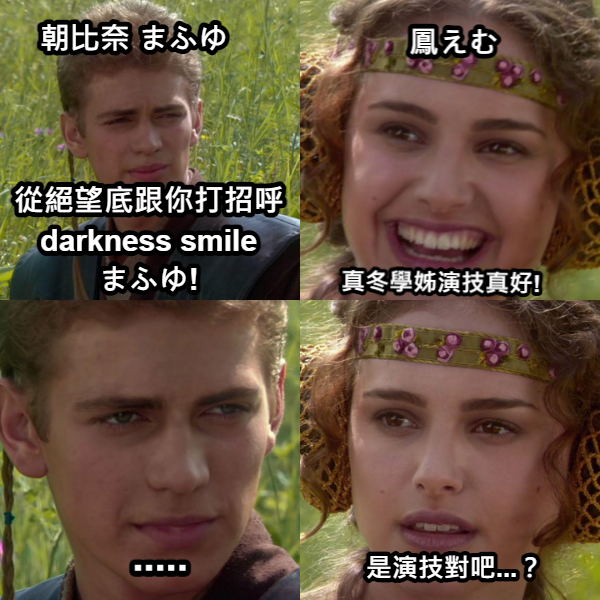 朝比奈 まふゆ
鳳えむ
從絕望底跟你打招呼
darkness smile
まふゆ!
真冬學姊演技真好!
.....
是演技對吧...？